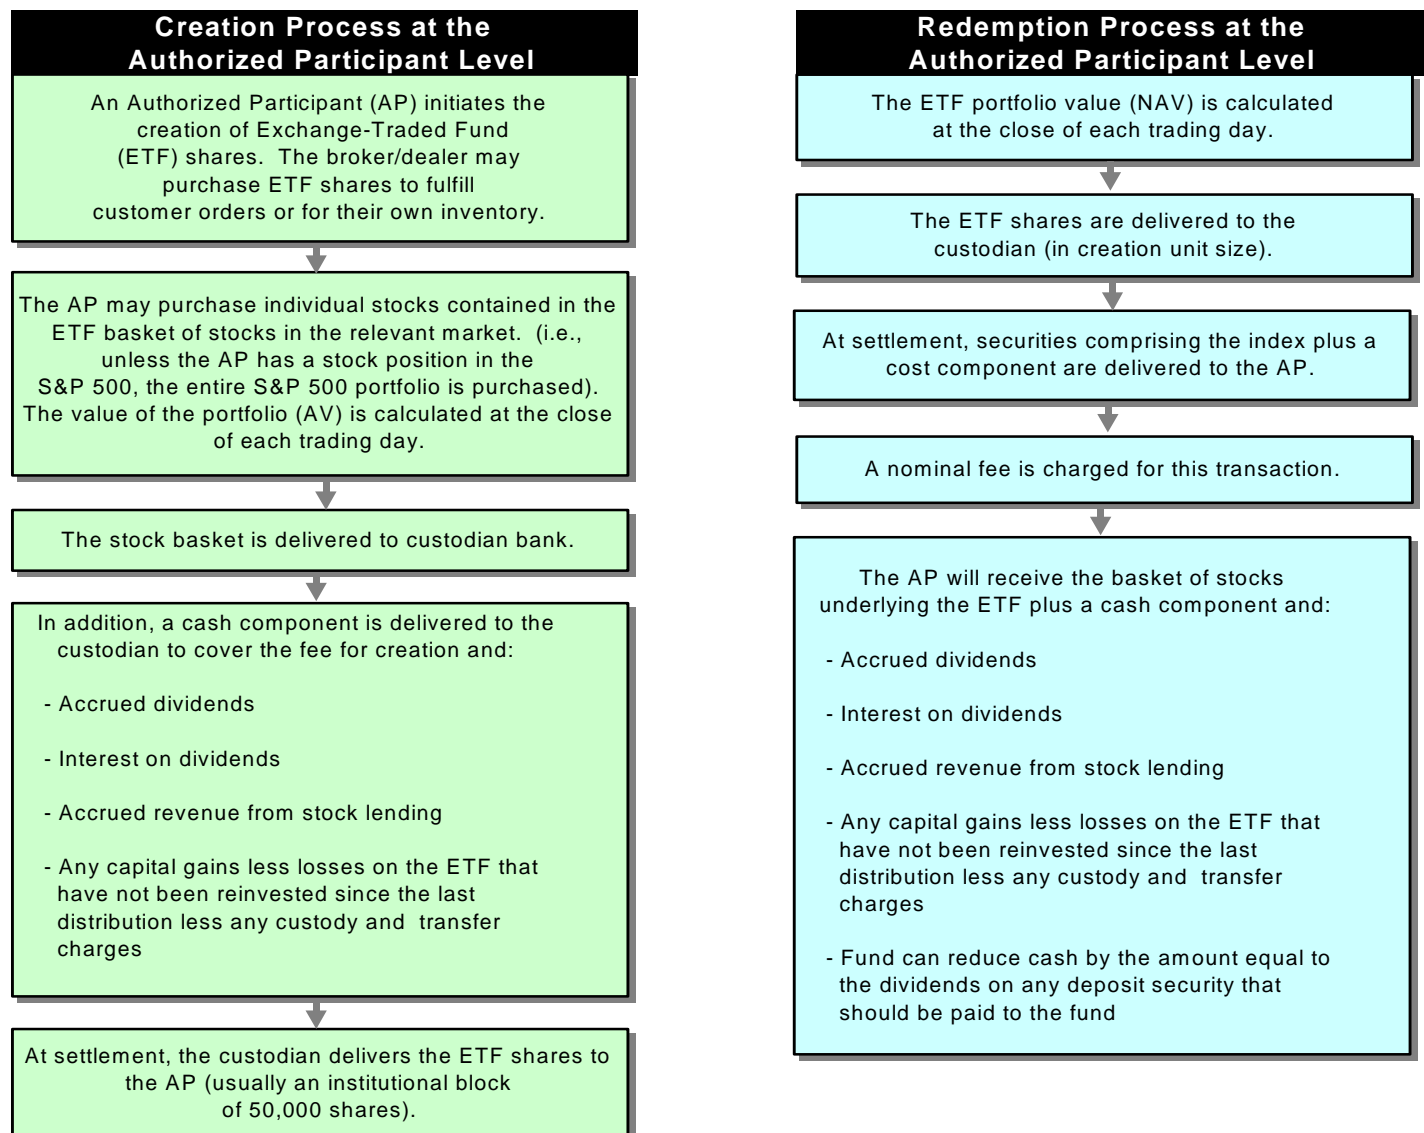 Creation Process at the
Authorized Participant Level
An Authorized Participant (AP) initiates the
creation of Exchange-Traded Fund
(ETF) shares. The broker/dealer may
purchase ETF shares to fulfill
customer orders or for their own inventory.
The AP may purchase individual stocks contained in the
ETF basket of stocks in the relevant market. (i.e.,
unless the AP has a stock position in the
S&P 500, the entire S&P 500 portfolio is purchased).
The value of the portfolio (AV) is calculated at the close
of each trading day.
The stock basket is delivered to custodian bank.
In addition, a cash component is delivered to the
custodian to cover the fee for creation and:
- Accrued dividends
- Interest on dividends
- Accrued revenue from stock lending
- Any capital gains less losses on the ETF that
have not been reinvested since the last
distribution less any custody and transfer
charges
At settlement, the custodian delivers the ETF shares to
the AP (usually an institutional block
of 50,000 shares).
Redemption Process at the
Authorized Participant Level
The ETF portfolio value (NAV) is calculated
at the close of each trading day.
The ETF shares are delivered to the
custodian (in creation unit size).
At settlement, securities comprising the index plus a
cost component are delivered to the AP.
A nominal fee is charged for this transaction.
The AP will receive the basket of stocks
underlying the ETF plus a cash component and:
- Accrued dividends
- Interest on dividends
- Accrued revenue from stock lending
- Any capital gains less losses on the ETF that
have not been reinvested since the last
distribution less any custody and transfer
charges
- Fund can reduce cash by the amount equal to
the dividends on any deposit security that
should be paid to the fund